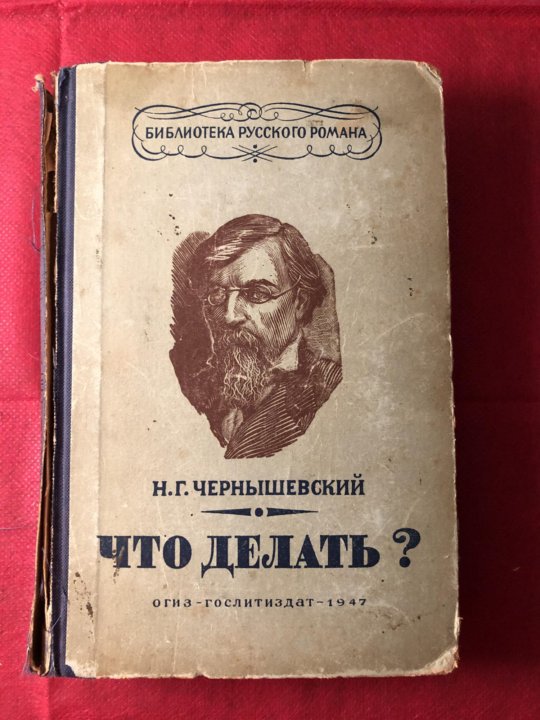 БИБЛИОТЕКА РУССКОГО РОМАНА
Н.Г. ЧЕРНЫШЕВСКИЙ
ЧТО ДЕЛАТЬ?
ОГИЗ-ГОСЛИТИЗДАТ-1947